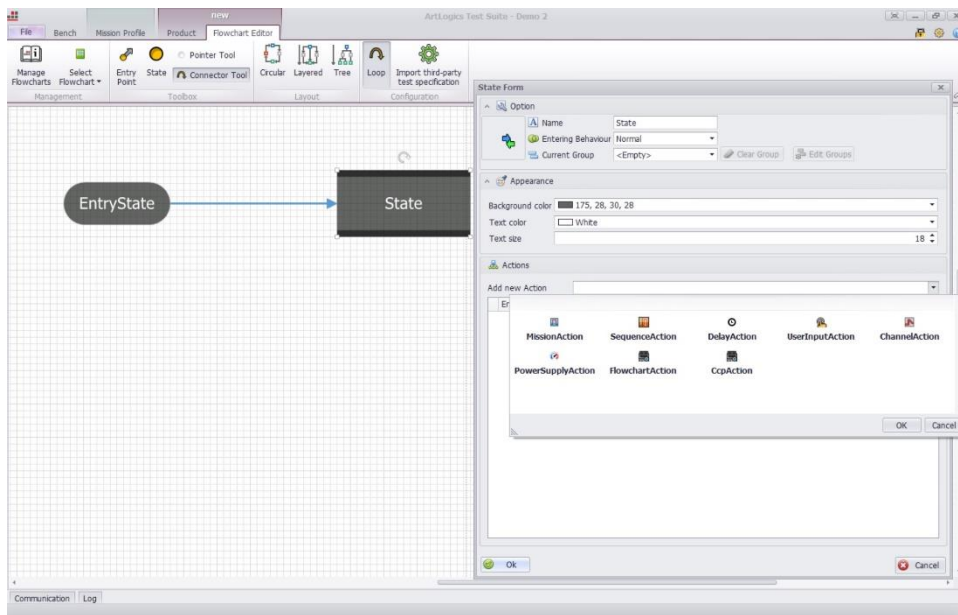 new
ArtLogics Test Suite - Demo 2
File Bench Mission Profile Product Flowchart Editor
Manage Flowcharts
Select Flowchart
Entry Point
State
Pointer Tool
Connector Tool
Circular
Layered
Tree
Loop
Import third-party test specification
Management
Toolbox
Layout
Configuration
EntryState
State
State Form
Option
Name State
Entering Behaviour Normal
Current Group <Empty> Clear Group Edit Groups
Appearance
Background color 175, 28, 30, 28
Text color White
Text size 18
Actions
Add new Action
Er
MissionAction SequenceAction DelayAction UserInputAction ChannelAction
PowerSupplyAction FlowchartAction CcpAction
OK Cancel
Ok Cancel
Communication Log